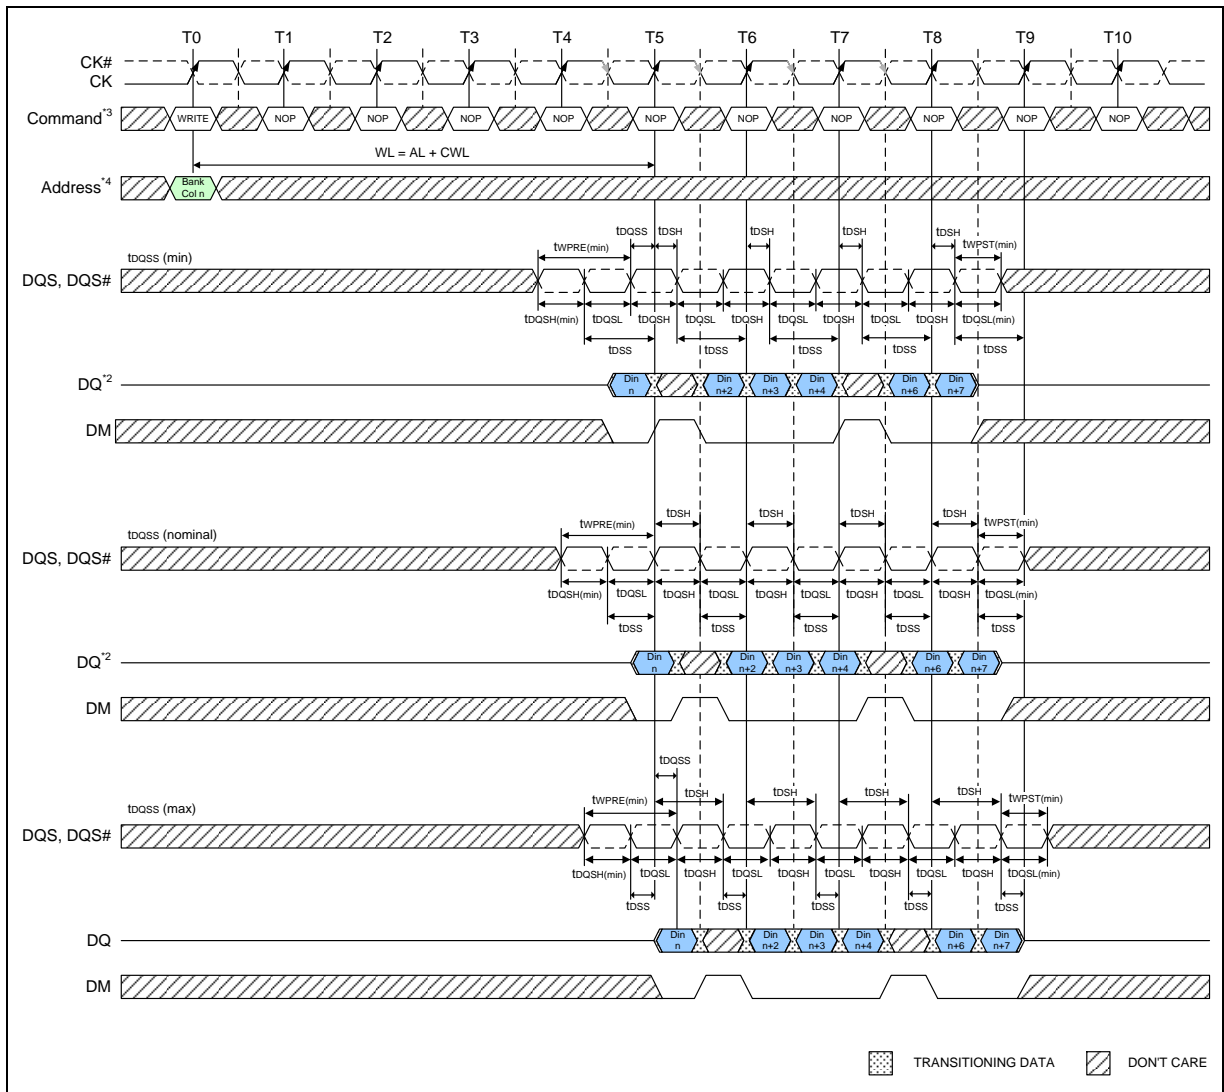 T0 T1 T2 T3 T4 T5 T6 T7 T8 T9 T10
CK#
CK
Command*3 WRITE NOP NOP NOP NOP NOP NOP NOP NOP NOP NOP
WL = AL + CWL
Address*4 Bank Col n
tDQSS tDSH tDSH tDSH tDSH
tWPRE(min) tWPST(min)
tDQSS (min)
DQS, DQS#
tDQSH(min) tDQSL tDQSH tDQSL tDQSH tDQSL tDQSH tDQSL tDQSH tDQSL(min)
tDSS tDSS tDSS tDSS tDSS
DQ*2 Din n Din n+2 Din n+3 Din n+4 Din n+6 Din n+7
DM
tDSH tDSH tDSH tDSH
tWPRE(min) tWPST(min)
tDQSS (nominal)
DQS, DQS#
tDQSH(min) tDQSL tDQSH tDQSL tDQSH tDQSL tDQSH tDQSL tDQSH tDQSL(min)
tDSS tDSS tDSS tDSS tDSS
DQ*2 Din n Din n+2 Din n+3 Din n+4 Din n+6 Din n+7
DM
tDQSS
tDQSS (max) tWPRE(min) tDSH tDSH tDSH tDSH tWPST(min)
DQS, DQS#
tDQSH(min) tDQSL tDQSH tDQSL tDQSH tDQSL tDQSH tDQSL tDQSH tDQSL(min)
tDSS tDSS tDSS tDSS tDSS
DQ Din n Din n+2 Din n+3 Din n+4 Din n+6 Din n+7
DM
TRANSITIONING DATA DON'T CARE